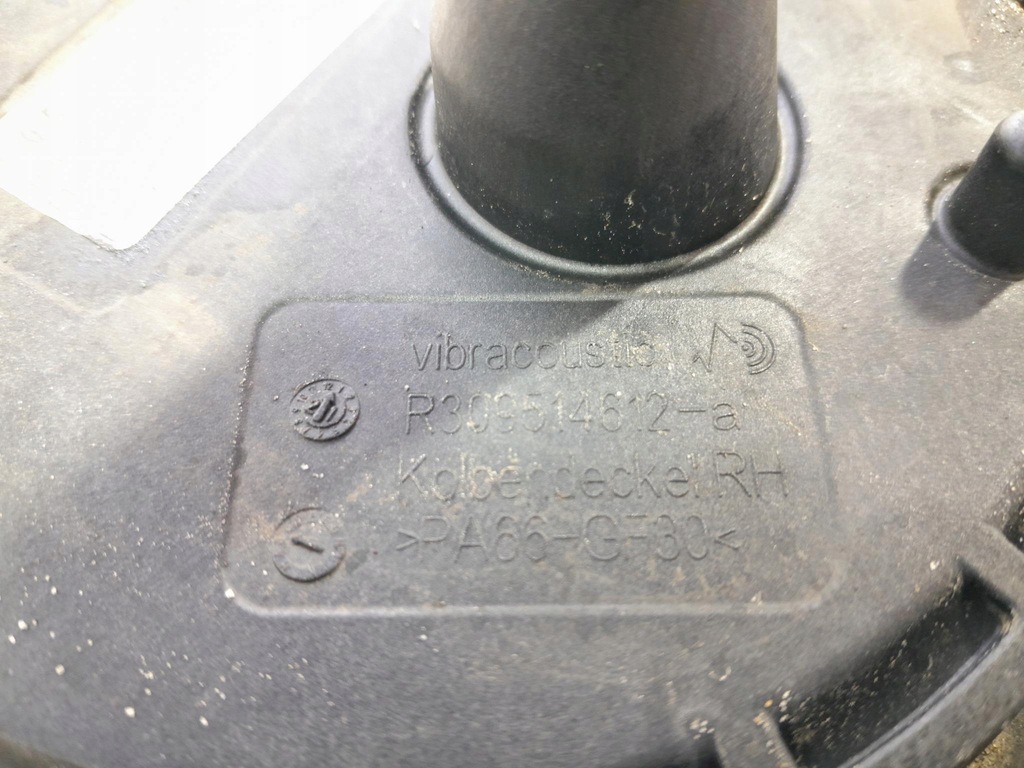 vibracoustic
R309514612-a
Kolbendeckel RH
>PA66-GF30<